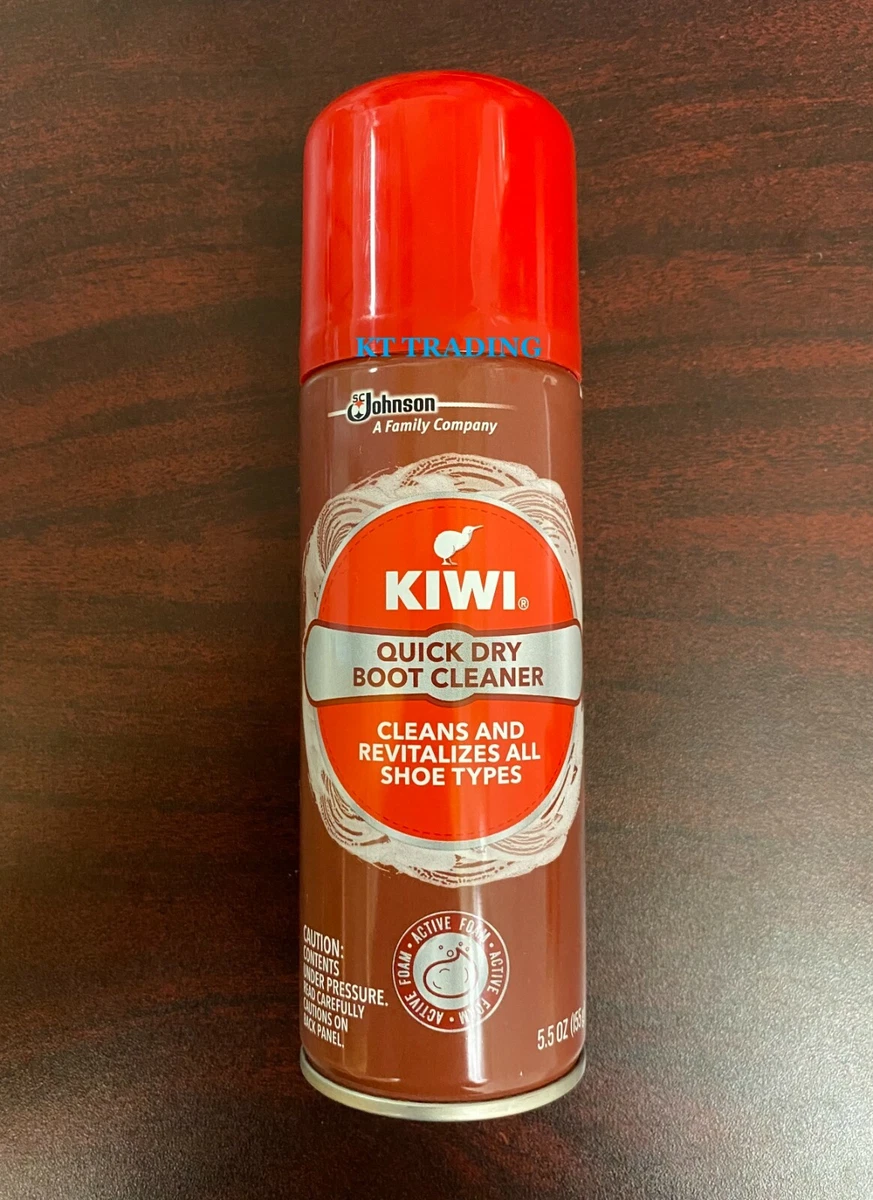 KT TRADING
SC Johnson
A Family Company
KIWI®
QUICK DRY
BOOT CLEANER
CLEANS AND
REVITALIZES ALL
SHOE TYPES
ACTIVE FOAM • ACTIVE FOAM • ACTIVE FOAM •
CAUTION:
CONTENTS
UNDER PRESSURE.
READ CAREFULLY
CAUTIONS ON
BACK PANEL.
5.5 OZ (155